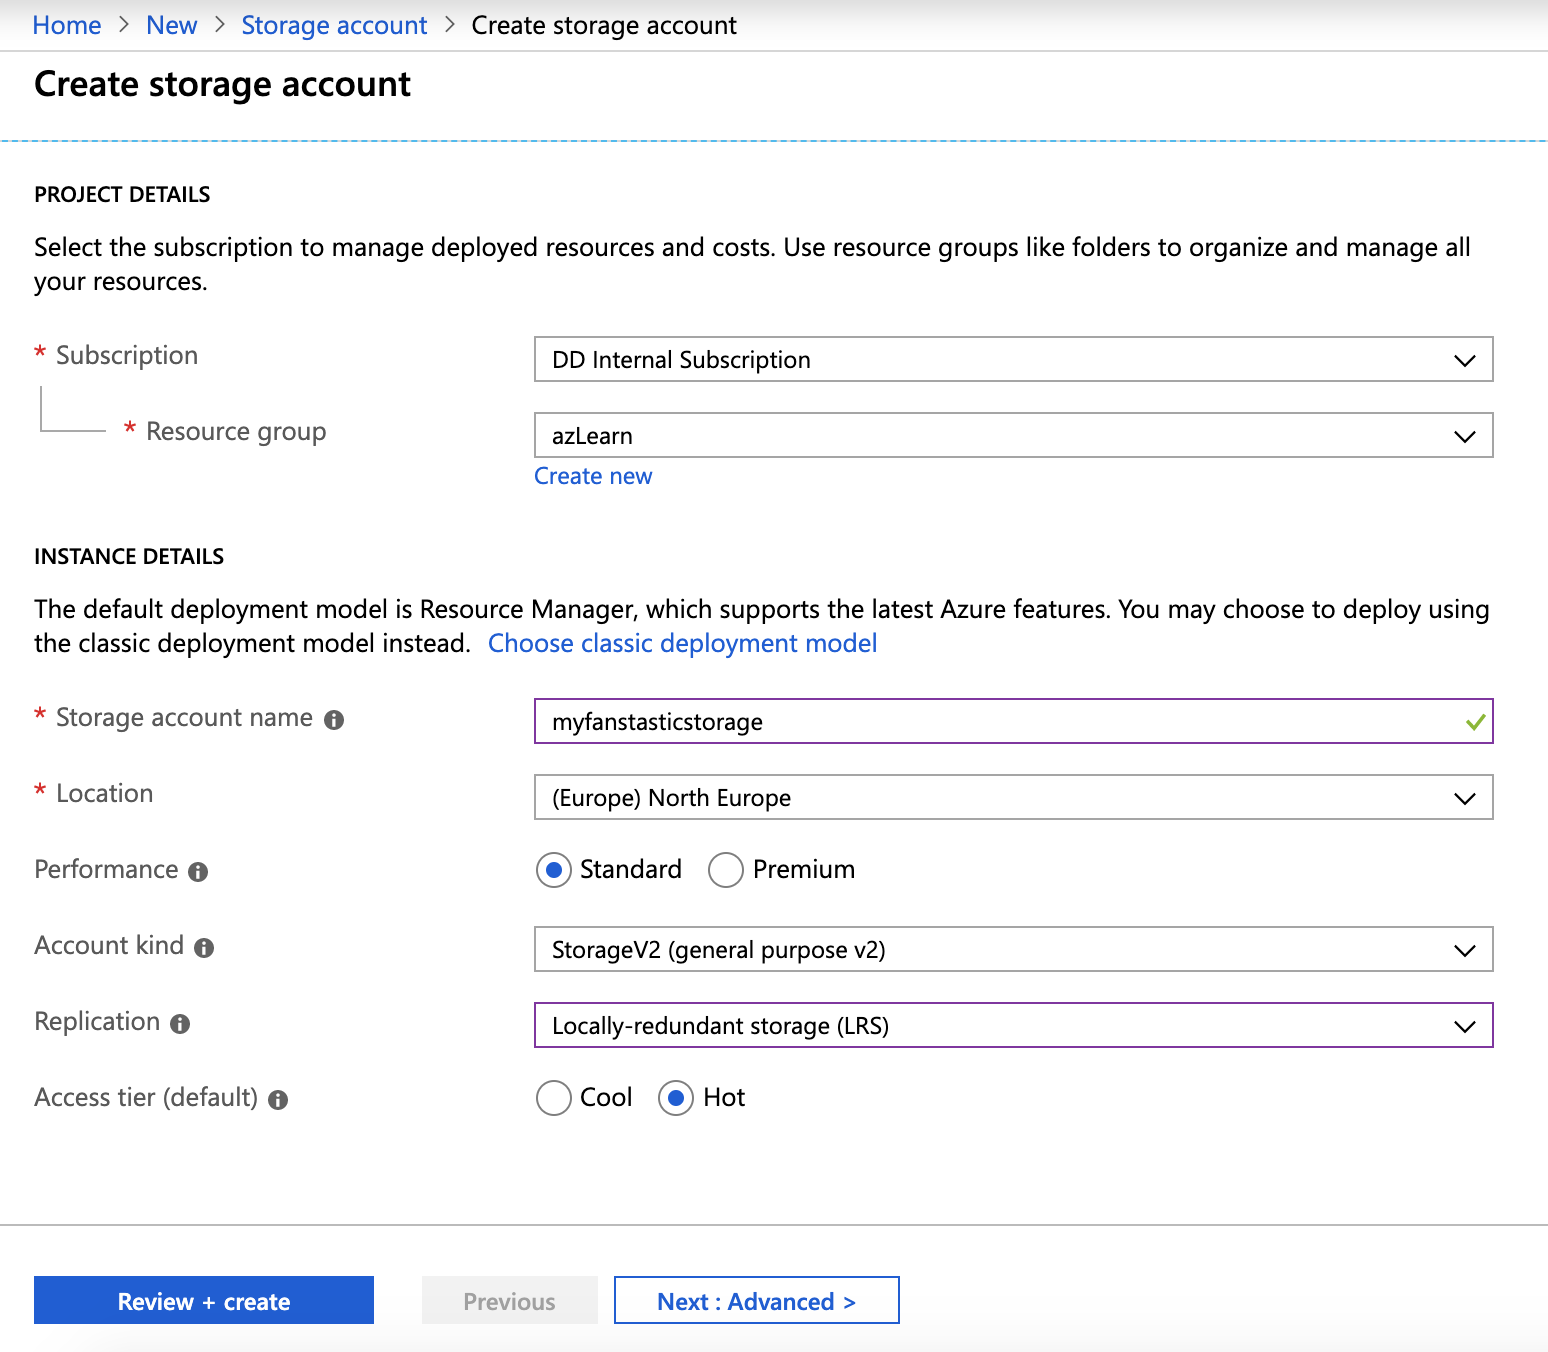 Home > New > Storage account > Create storage account
Create storage account
PROJECT DETAILS
Select the subscription to manage deployed resources and costs. Use resource groups like folders to organize and manage all
your resources.
* Subscription
DD Internal Subscription
* Resource group
azLearn
Create new
INSTANCE DETAILS
The default deployment model is Resource Manager, which supports the latest Azure features. You may choose to deploy using
the classic deployment model instead. Choose classic deployment model
* Storage account name
myfanstasticstorage
* Location
(Europe) North Europe
Performance
Standard Premium
Account kind
StorageV2 (general purpose v2)
Replication
Locally-redundant storage (LRS)
Access tier (default)
Cool Hot
Review + create Previous Next : Advanced >